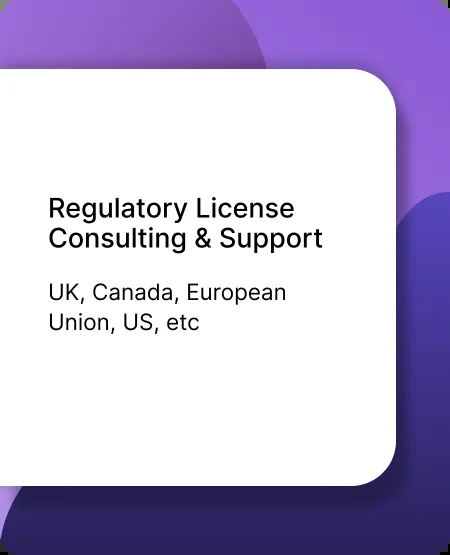 Regulatory License
Consulting & Support
UK, Canada, European
Union, US, etc